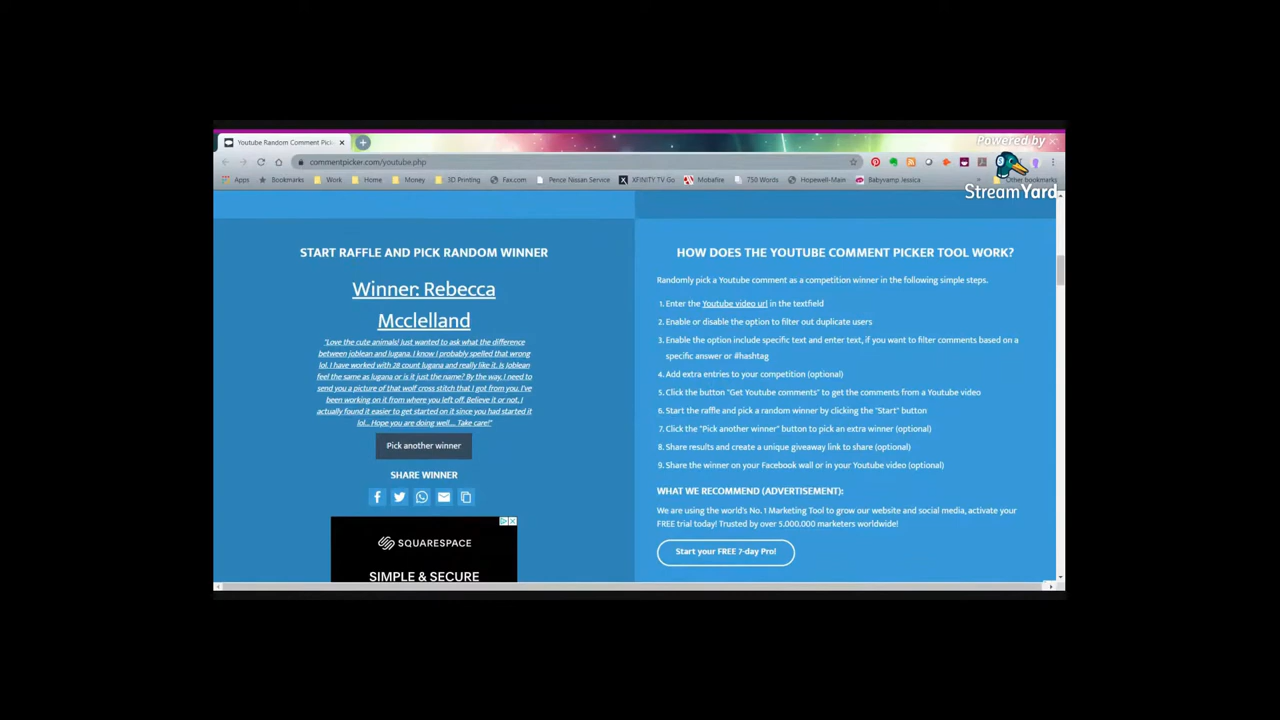 Youtube Random Comment Pick
Powered by
commentpicker.com/youtube.php
Apps Bookmarks Work Home Money 3D Printing Fax.com Pence Nissan Service XFINITY TV Go Mobafire 750 Words Hopewell-Main Babyvamp Jessica » Other bookmarks
StreamYard
START RAFFLE AND PICK RANDOM WINNER
Winner: Rebecca
Mcclelland
"Love the cute animals! Just wanted to ask what the difference
between joblean and lugana. I know I probably spelled that wrong
lol. I have worked with 28 count lugana and really like it. Is Joblean
feel the same as lugana or is it just the name? By the way, I need to
send you a picture of that wolf cross stitch that I got from you. I've
been working on it from where you left off. Believe it or not, I
actually found it easier to get started on it since you had started it
lol... Hope you are doing well.... Take care!"
Pick another winner
SHARE WINNER
SQUARESPACE
SIMPLE & SECURE
HOW DOES THE YOUTUBE COMMENT PICKER TOOL WORK?
Randomly pick a Youtube comment as a competition winner in the following simple steps.
1. Enter the Youtube video url in the textfield
2. Enable or disable the option to filter out duplicate users
3. Enable the option include specific text and enter text, if you want to filter comments based on a
specific answer or #hashtag
4. Add extra entries to your competition (optional)
5. Click the button "Get Youtube comments" to get the comments from a Youtube video
6. Start the raffle and pick a random winner by clicking the "Start" button
7. Click the "Pick another winner" button to pick an extra winner (optional)
8. Share results and create a unique giveaway link to share (optional)
9. Share the winner on your Facebook wall or in your Youtube video (optional)
WHAT WE RECOMMEND (ADVERTISEMENT):
We are using the world's No. 1 Marketing Tool to grow our website and social media, activate your
FREE trial today! Trusted by over 5.000.000 marketers worldwide!
Start your FREE 7-day Pro!